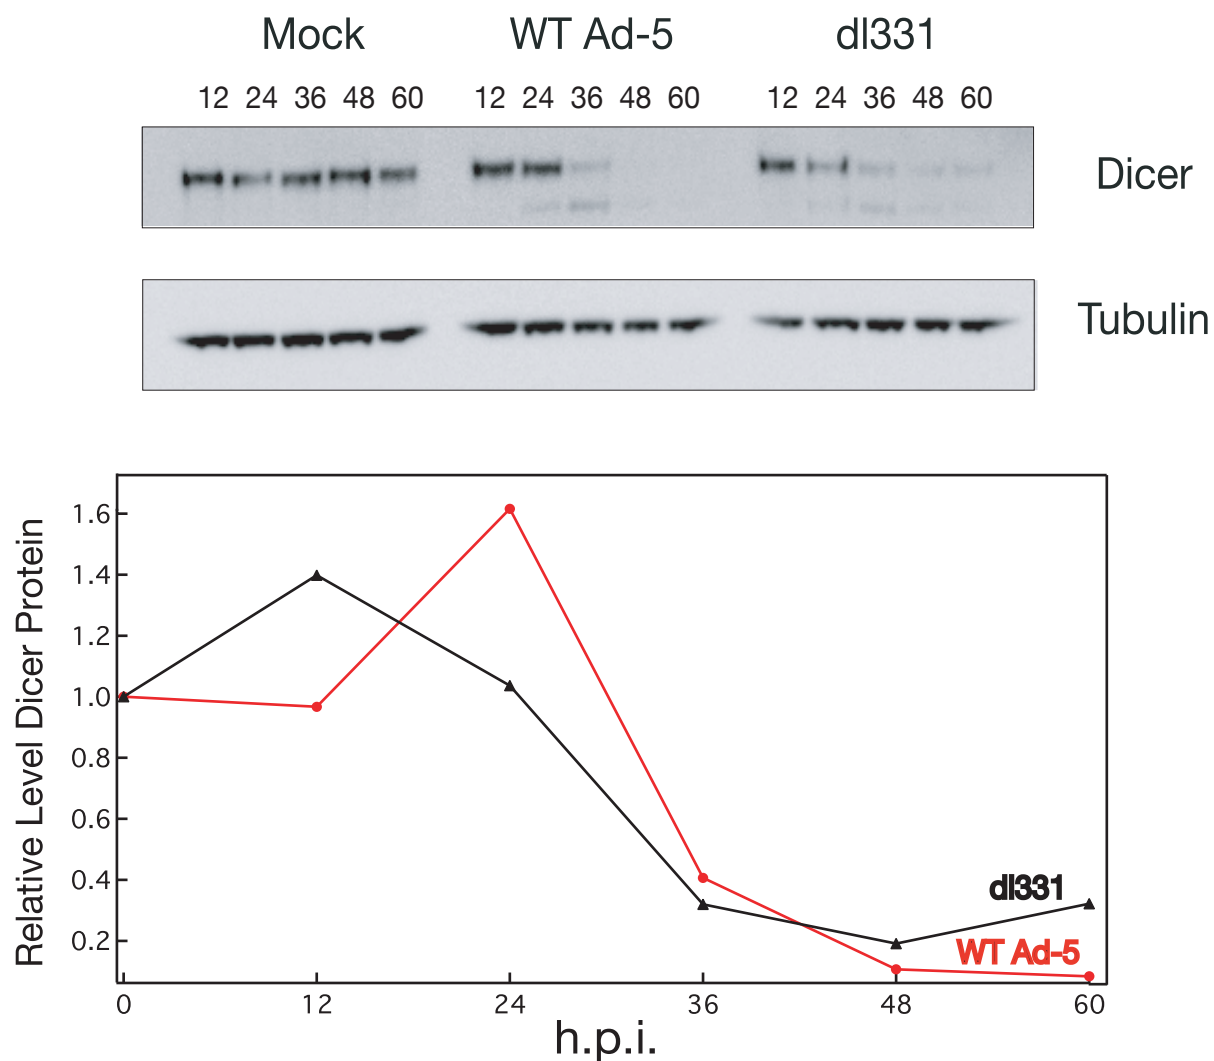 Mock WT Ad-5 dl331
12 24 36 48 60 12 24 36 48 60 12 24 36 48 60
Dicer
Tubulin
Relative Level Dicer Protein
1.6
1.4
1.2
1.0
0.8
0.6
0.4
0.2
dl331
WT Ad-5
0 12 24 36 48 60
h.p.i.